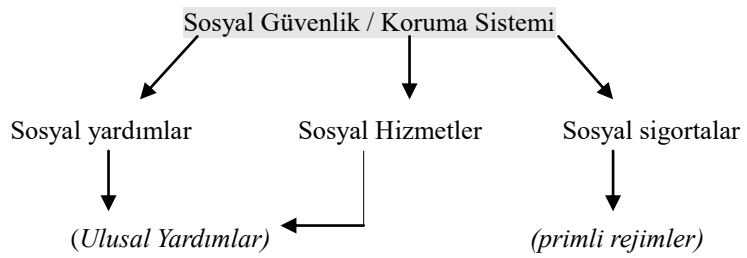 Sosyal Güvenlik / Koruma Sistemi
Sosyal yardımlar Sosyal Hizmetler Sosyal sigortalar
(Ulusal Yardımlar) (primli rejimler)